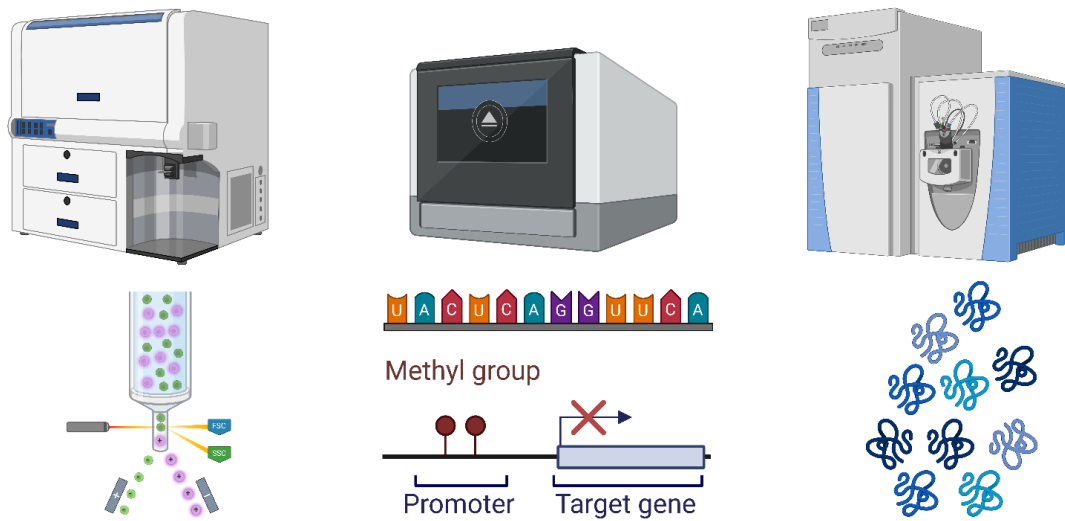 U A C U C A G G U U C A
Methyl group
FSC
SSC
+ + + +
+ −
Promoter Target gene